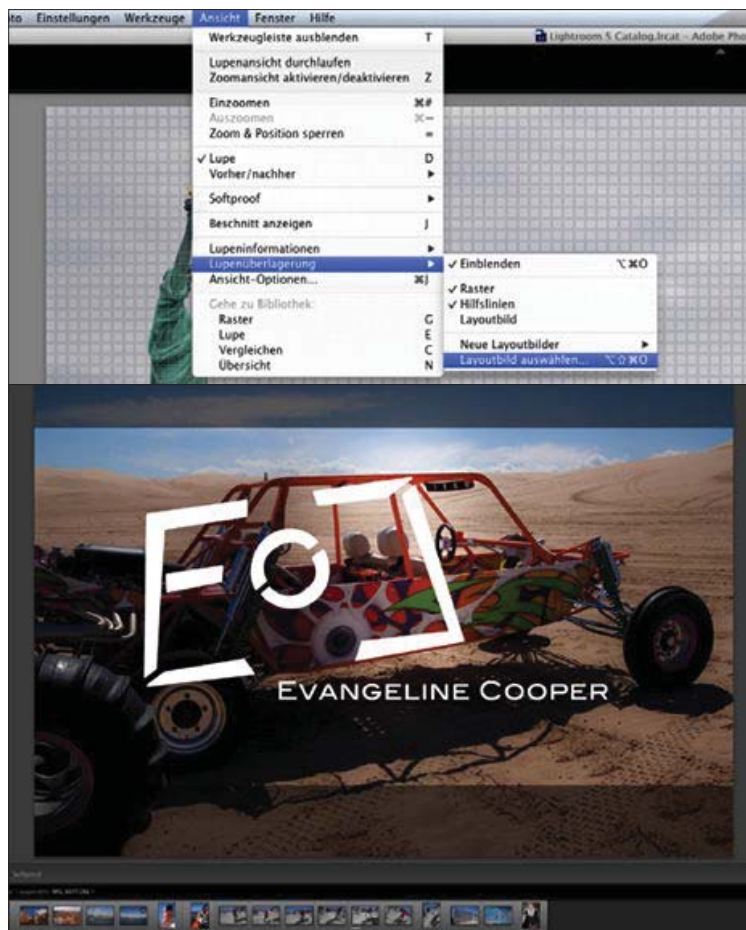 to Einstellungen Werkzeuge Ansicht Fenster Hilfe
Lightroom 5 Catalog.lrcat - Adobe Pho
Werkzeugleiste ausblenden T
Lupenansicht durchlaufen
Zoomansicht aktivieren/deaktivieren Z
Einzoomen ⌘#
Auszoomen ⌘−
Zoom & Position sperren =
✓ Lupe D
Vorher/nachher ▶
Softproof ▶
Beschnitt anzeigen J
Lupeninformationen ▶
Lupenüberlagerung ▶
Ansicht-Optionen... ⌘J
Gehe zu Bibliothek:
Raster G
Lupe E
Vergleichen C
Übersicht N
✓ Einblenden ⌥⌘O
✓ Raster
✓ Hilfslinien
Layoutbild
Neue Layoutbilder ▶
Layoutbild auswählen... ⌥⇧⌘O
EC
EVANGELINE COOPER